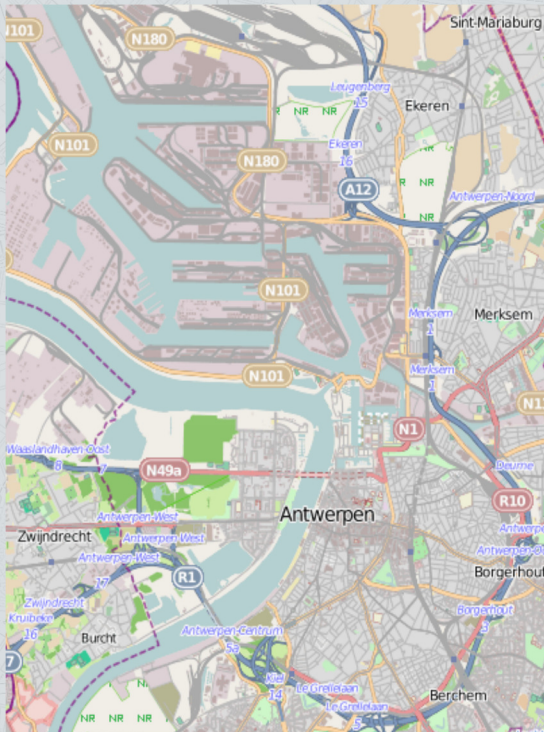 N101
N180
Sint-Mariaburg
Leugenberg
15
NR
NR
NR
Ekeren
N101
Ekeren
16
NR
N180
A12
NR
NR
Antwerpen-Noord
N101
Merksem
1
Merksem
Merksem
1
N101
N1
Waaslandhaven Oost
8
7
N49a
Deurne
R10
Antwerpen-West
Antwerpen
Zwijndrecht
Antwerpen West
Antwerpen-West
R1
17
Borgerhout
Zwijndrecht
Kruibeke
16
Borgerhout
3
Burcht
Antwerpen-Centrum
5a
7
Kiel
14
Le Grellelaan
Berchem
Le Grellelaan
5
NR
NR
NR
NR